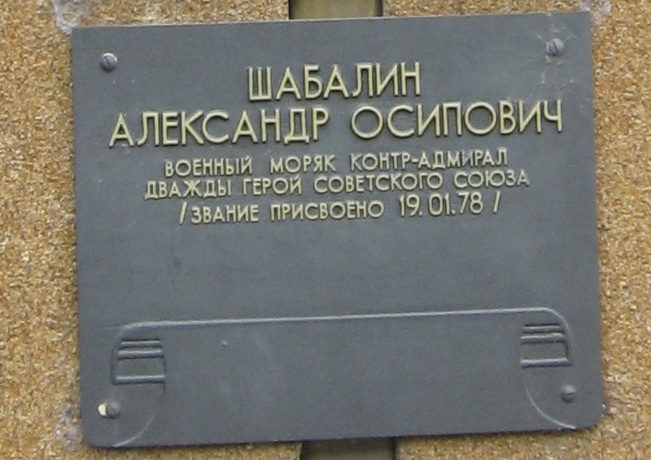 ШАБАЛИН
АЛЕКСАНДР ОСИПОВИЧ
ВОЕННЫЙ МОРЯК КОНТР-АДМИРАЛ
ДВАЖДЫ ГЕРОЙ СОВЕТСКОГО СОЮЗА
/ЗВАНИЕ ПРИСВОЕНО 19.01.78/